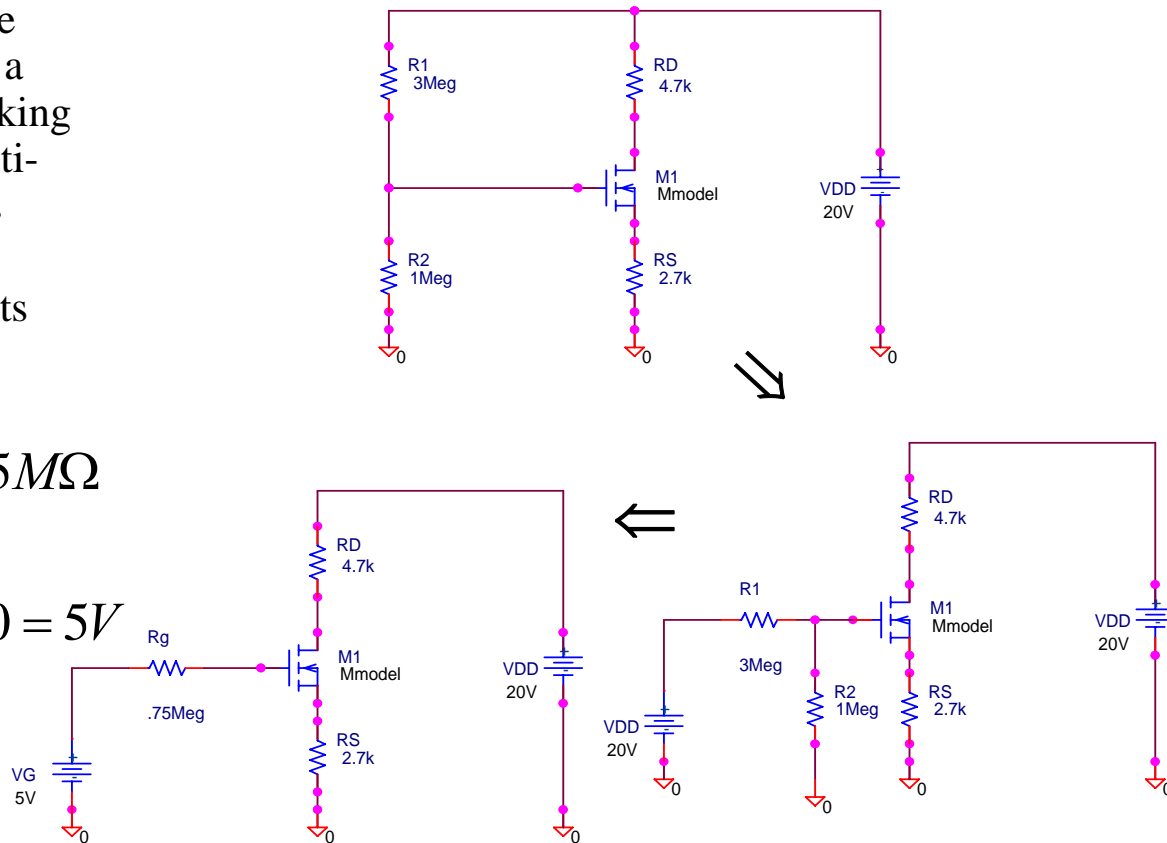 e
a
king
ti-
ts
5MΩ
0 = 5V
R1
3Meg
RD
4.7k
M1
Mmodel
VDD
20V
R2
1Meg
RS
2.7k
0
0
0
⇒
⇐
RD
4.7k
Rg
.75Meg
M1
Mmodel
VDD
20V
RS
2.7k
VG
5V
0
0
0
RD
4.7k
R1
3Meg
M1
Mmodel
VDD
20V
R2
1Meg
RS
2.7k
VDD
20V
0
0
0
0